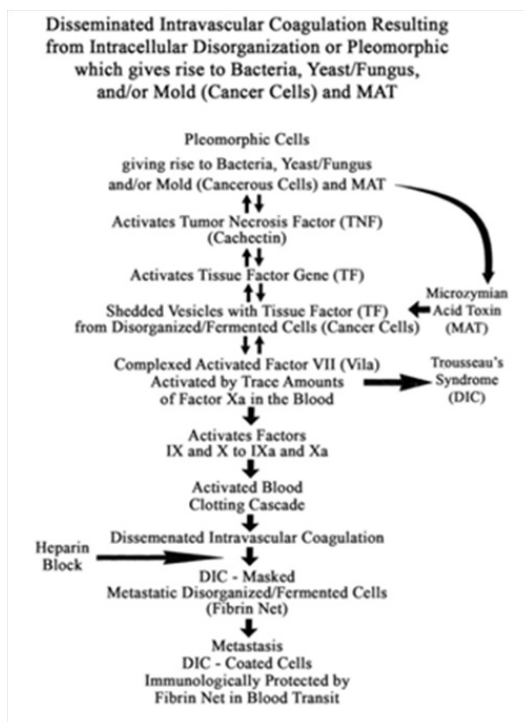 Disseminated Intravascular Coagulation Resulting
from Intracellular Disorganization or Pleomorphic
which gives rise to Bacteria, Yeast/Fungus,
and/or Mold (Cancer Cells) and MAT
Pleomorphic Cells
giving rise to Bacteria, Yeast/Fungus
and/or Mold (Cancerous Cells) and MAT
Activates Tumor Necrosis Factor (TNF)
(Cachectin)
Activates Tissue Factor Gene (TF)
Shedded Vesicles with Tissue Factor (TF)
from Disorganized/Fermented Cells (Cancer Cells)
Microzymian
Acid Toxin
(MAT)
Complexed Activated Factor VII (Vila)
Activated by Trace Amounts
of Factor Xa in the Blood
Trousseau's
Syndrome
(DIC)
Activates Factors
IX and X to IXa and Xa
Activated Blood
Clotting Cascade
Dissemenated Intravascular Coagulation
Heparin
Block
DIC - Masked
Metastatic Disorganized/Fermented Cells
(Fibrin Net)
Metastasis
DIC - Coated Cells
Immunologically Protected by
Fibrin Net in Blood Transit